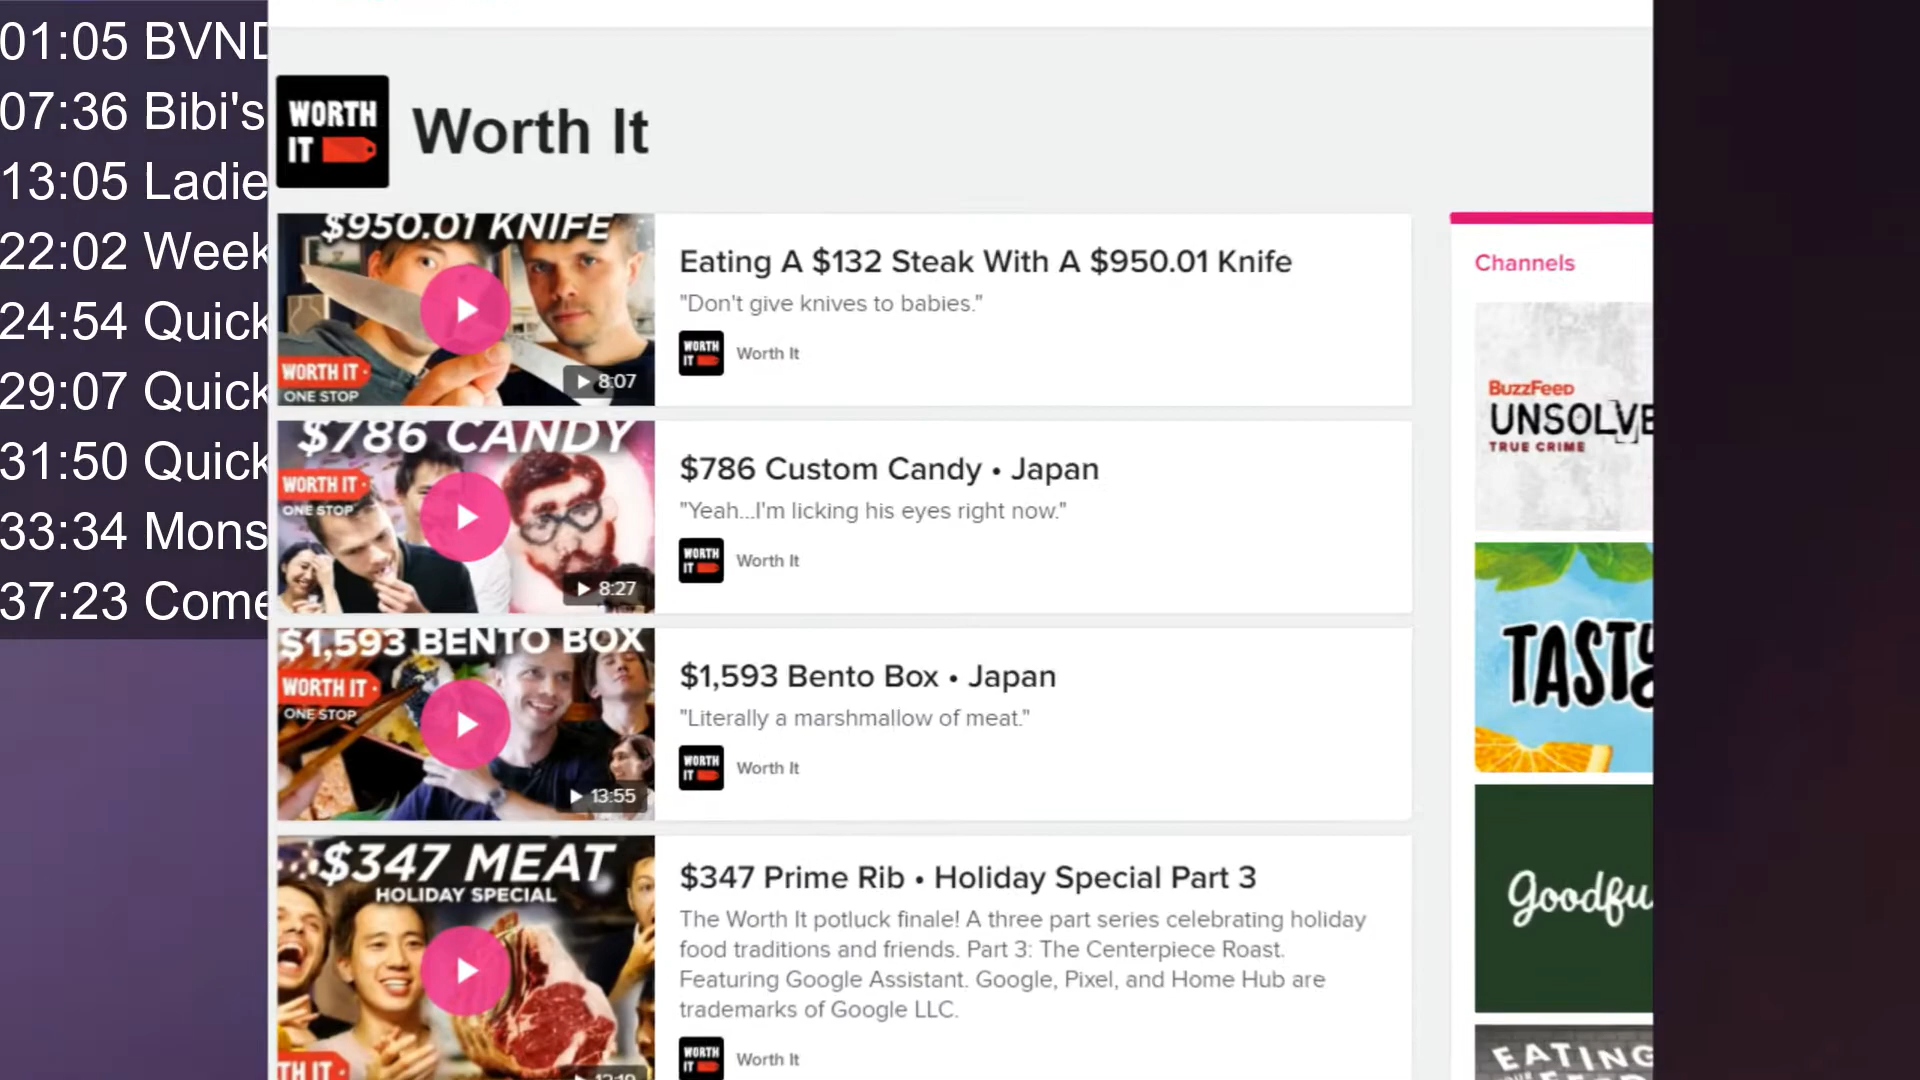 01:05 BVND
07:36 Bibi's
13:05 Ladie
22:02 Week
24:54 Quick
29:07 Quick
31:50 Quick
33:34 Mons
37:23 Come
WORTH
IT
Worth It
$950.01 KNIFE
WORTH IT
ONE STOP
8:07
Eating A $132 Steak With A $950.01 Knife
"Don't give knives to babies."
WORTH
IT
Worth It
$786 CANDY
WORTH IT
ONE STOP
8:27
$786 Custom Candy • Japan
"Yeah...I'm licking his eyes right now."
WORTH
IT
Worth It
$1,593 BENTO BOX
WORTH IT
ONE STOP
13:55
$1,593 Bento Box • Japan
"Literally a marshmallow of meat."
WORTH
IT
Worth It
$347 MEAT
HOLIDAY SPECIAL
TH IT
$347 Prime Rib • Holiday Special Part 3
The Worth It potluck finale! A three part series celebrating holiday
food traditions and friends. Part 3: The Centerpiece Roast.
Featuring Google Assistant. Google, Pixel, and Home Hub are
trademarks of Google LLC.
WORTH
IT
Worth It
Channels
BuzzFeed
UNSOLVE
TRUE CRIME
TASTY
Goodfu
EATING